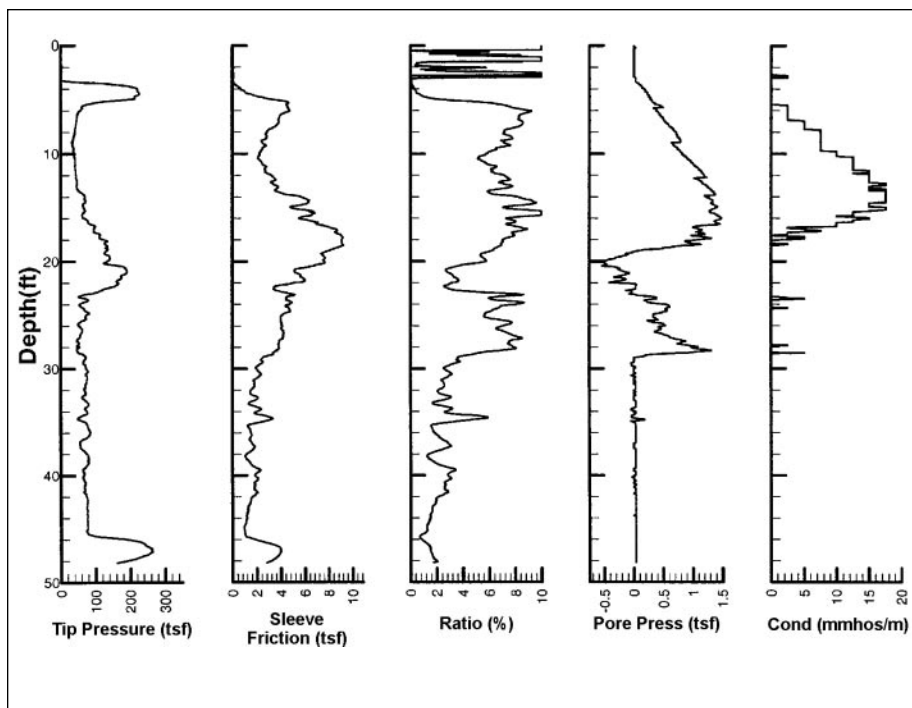 0
10
20
30
40
50
Depth(ft)
0 100 200 300
Tip Pressure (tsf)
0 2 4 6 8 10
Sleeve
Friction (tsf)
0 2 4 6 8 10
Ratio (%)
-0.5 0 0.5 1 1.5
Pore Press (tsf)
0 5 10 15 20
Cond (mmhos/m)